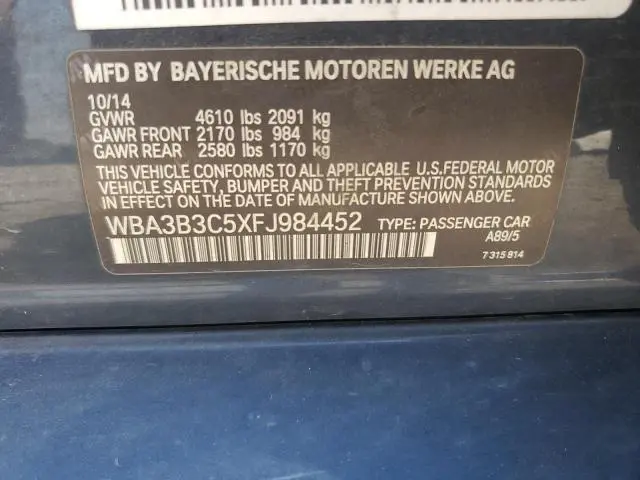 MFD BY BAYERISCHE MOTOREN WERKE AG
10/14
GVWR 4610 lbs 2091 kg
GAWR FRONT 2170 lbs 984 kg
GAWR REAR 2580 lbs 1170 kg
THIS VEHICLE CONFORMS TO ALL APPLICABLE U.S.FEDERAL MOTOR
VEHICLE SAFETY, BUMPER AND THEFT PREVENTION STANDARDS
IN EFFECT ON THE DATE OF MANUFACTURE SHOWN ABOVE.
WBA3B3C5XFJ984452 TYPE: PASSENGER CAR
A89/5
7 315 814